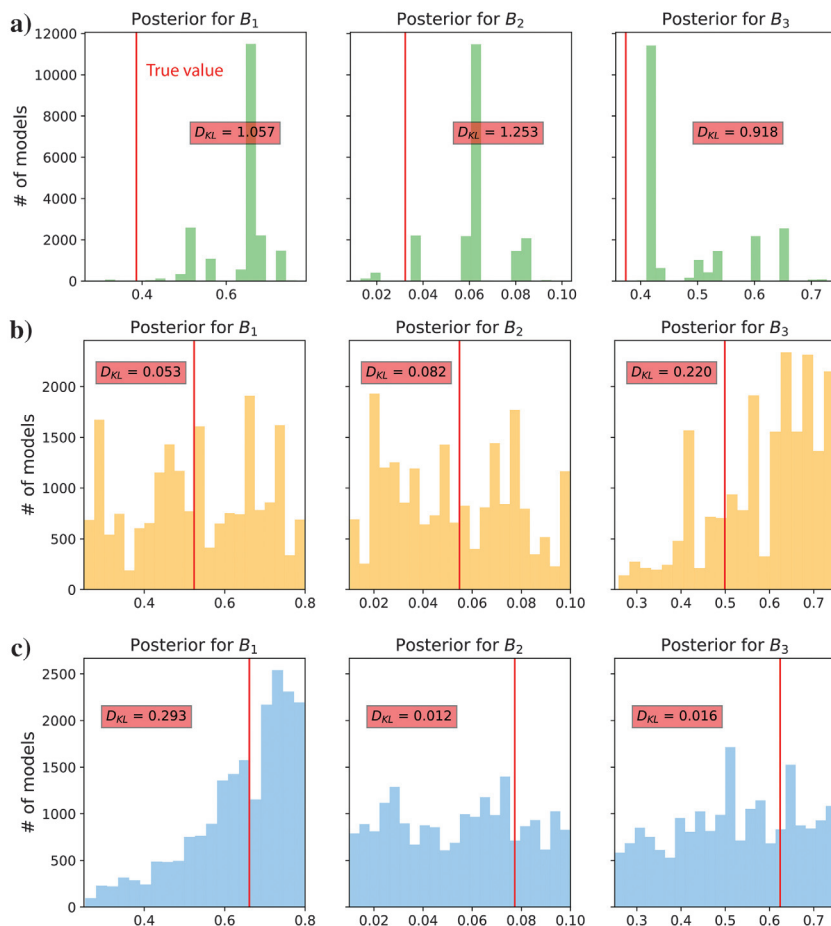 a)
Posterior for B1 Posterior for B2 Posterior for B3
12000
10000
8000
6000
4000
2000
0
# of models
True value
DKL = 1.057 DKL = 1.253 DKL = 0.918
0.4 0.6 0.02 0.04 0.06 0.08 0.10 0.4 0.5 0.6 0.7
b)
Posterior for B1 Posterior for B2 Posterior for B3
2000
1500
1000
500
0
# of models
DKL = 0.053 DKL = 0.082 DKL = 0.220
0.4 0.6 0.8 0.02 0.04 0.06 0.08 0.10 0.3 0.4 0.5 0.6 0.7
c)
Posterior for B1 Posterior for B2 Posterior for B3
2500
2000
1500
1000
500
0
# of models
DKL = 0.293 DKL = 0.012 DKL = 0.016
0.4 0.6 0.8 0.02 0.04 0.06 0.08 0.10 0.3 0.4 0.5 0.6 0.7